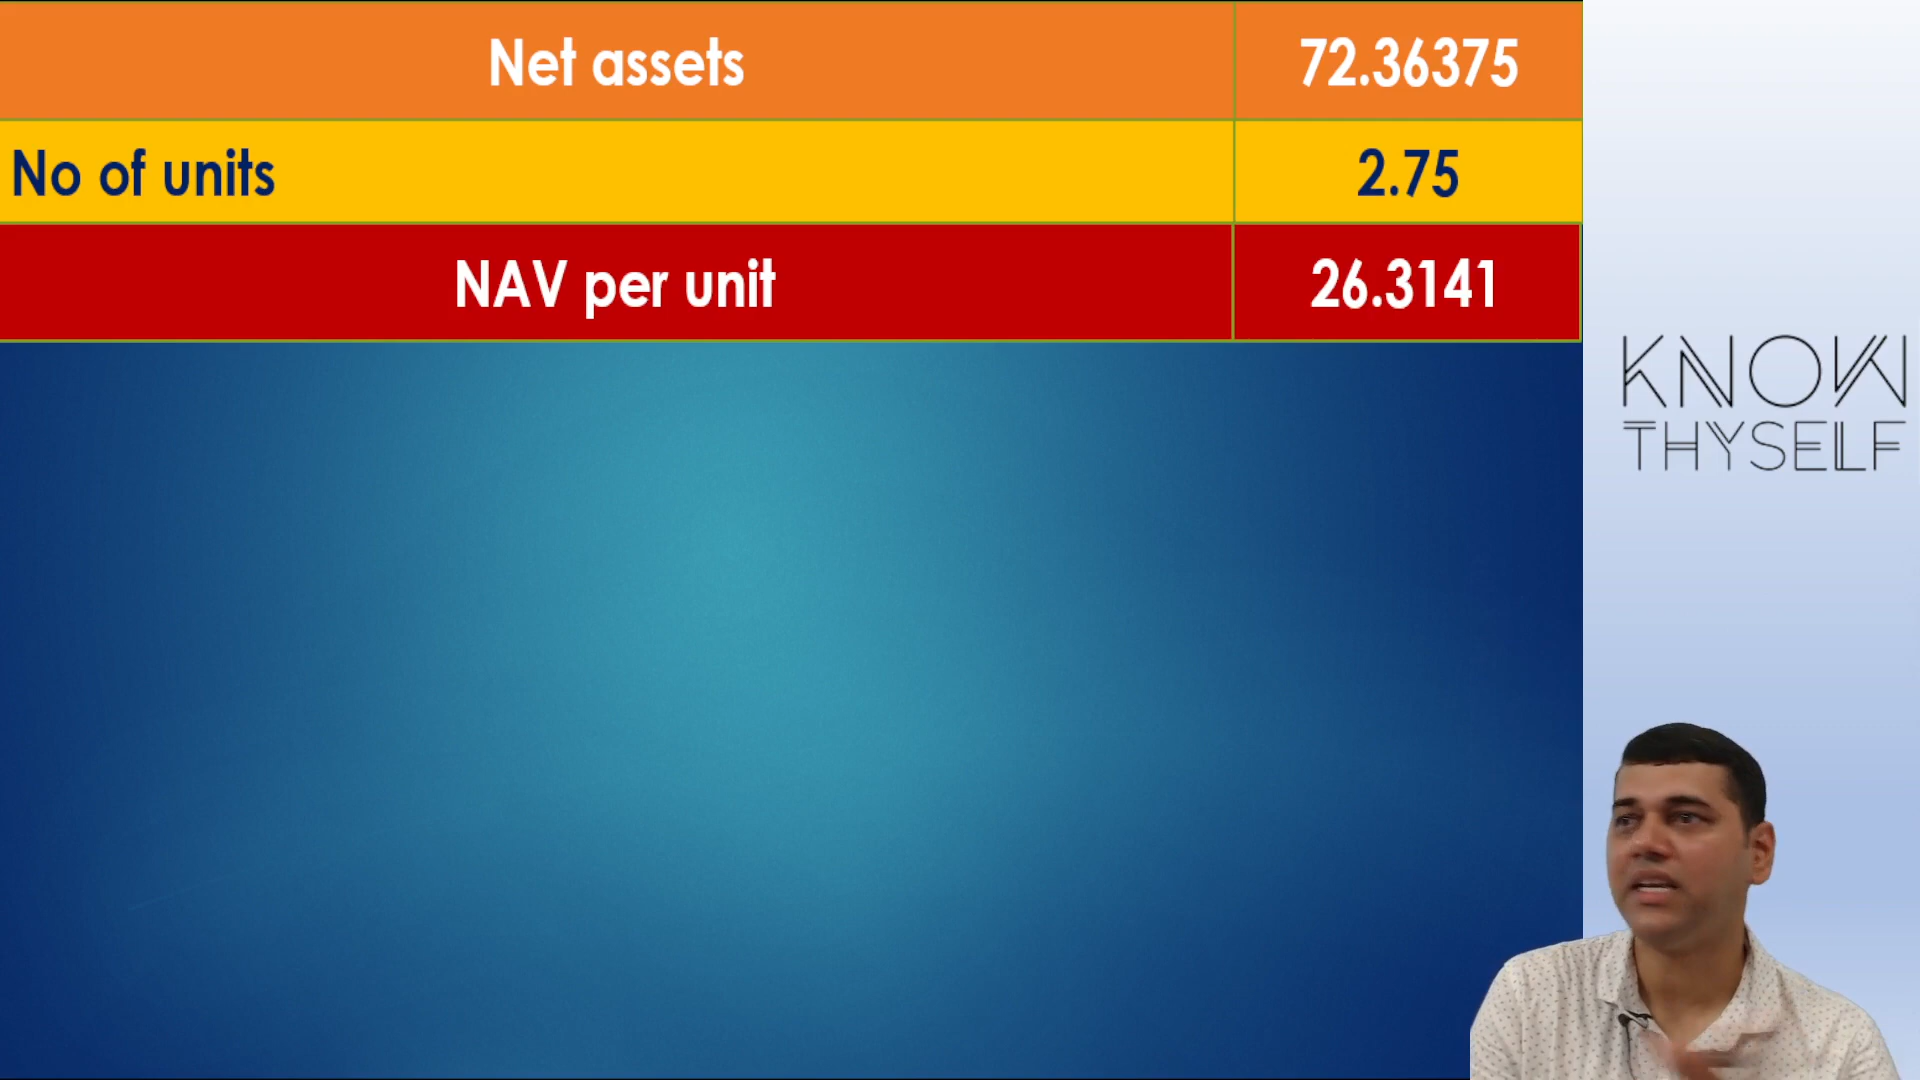 Net assets 72.36375
No of units 2.75
NAV per unit 26.3141
KNOW
THYSELF